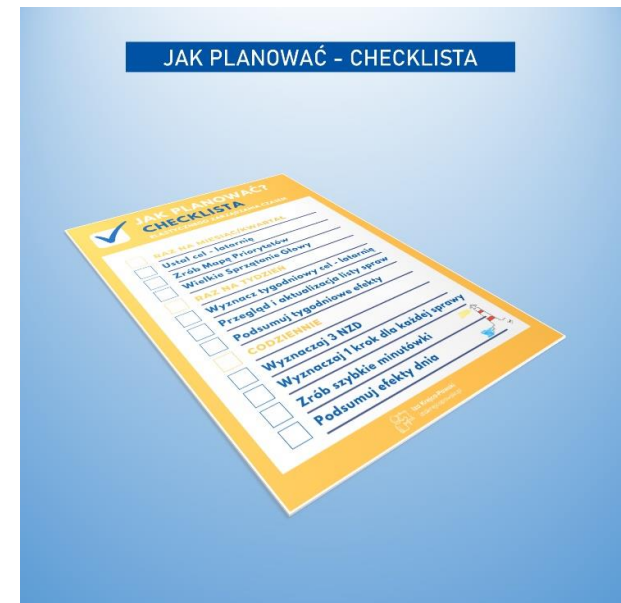 JAK PLANOWAĆ - CHECKLISTA
JAK PLANOWAĆ?
CHECKLISTA
RAZ NA MIESIĄC/KWARTAŁ
Ustal cel - latarnię
Zrób Mapę Priorytetów
Wielkie Sprzątanie Głowy
RAZ NA TYDZIEŃ
Wyznacz tygodniowy cel - latarnię
Przegląd i aktualizacja listy spraw
Podsumuj tygodniowe efekty
CODZIENNIE
Wyznaczaj 3 NZD
Wyznaczaj 1 krok dla każdej sprawy
Zrób szybkie minutówki
Podsumuj efekty dnia